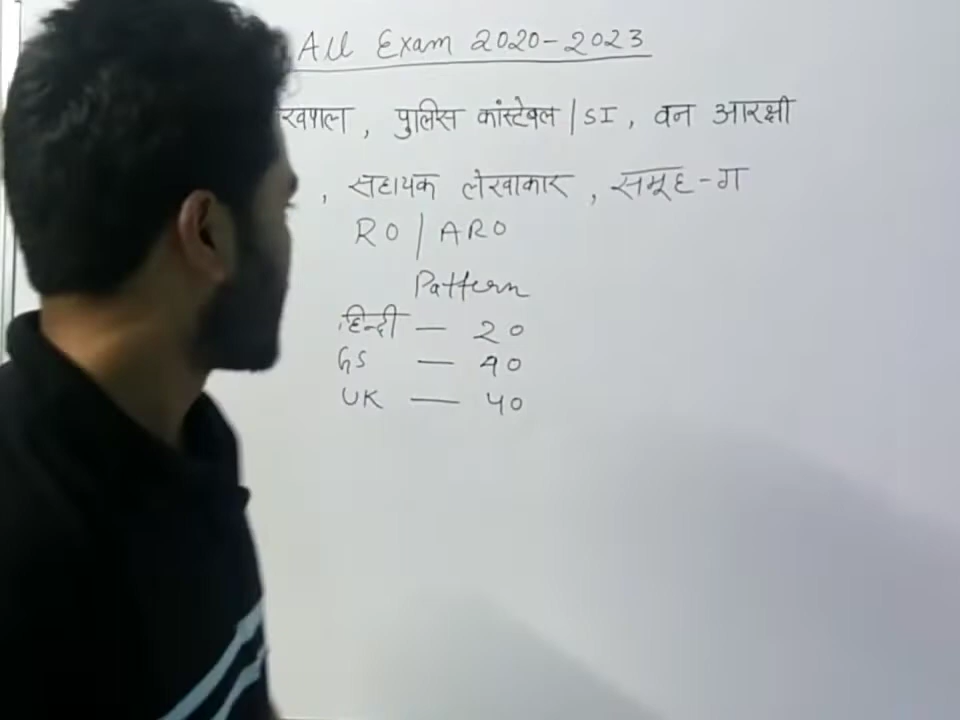 All Exam 2020-2023
, पुलिस कांस्टेबल / SI, वन आरक्षी
, सहायक लेखाकार, समूह-ग
RO / ARO
Pattern
हिन्दी — 20
GS — 40
UK — 40